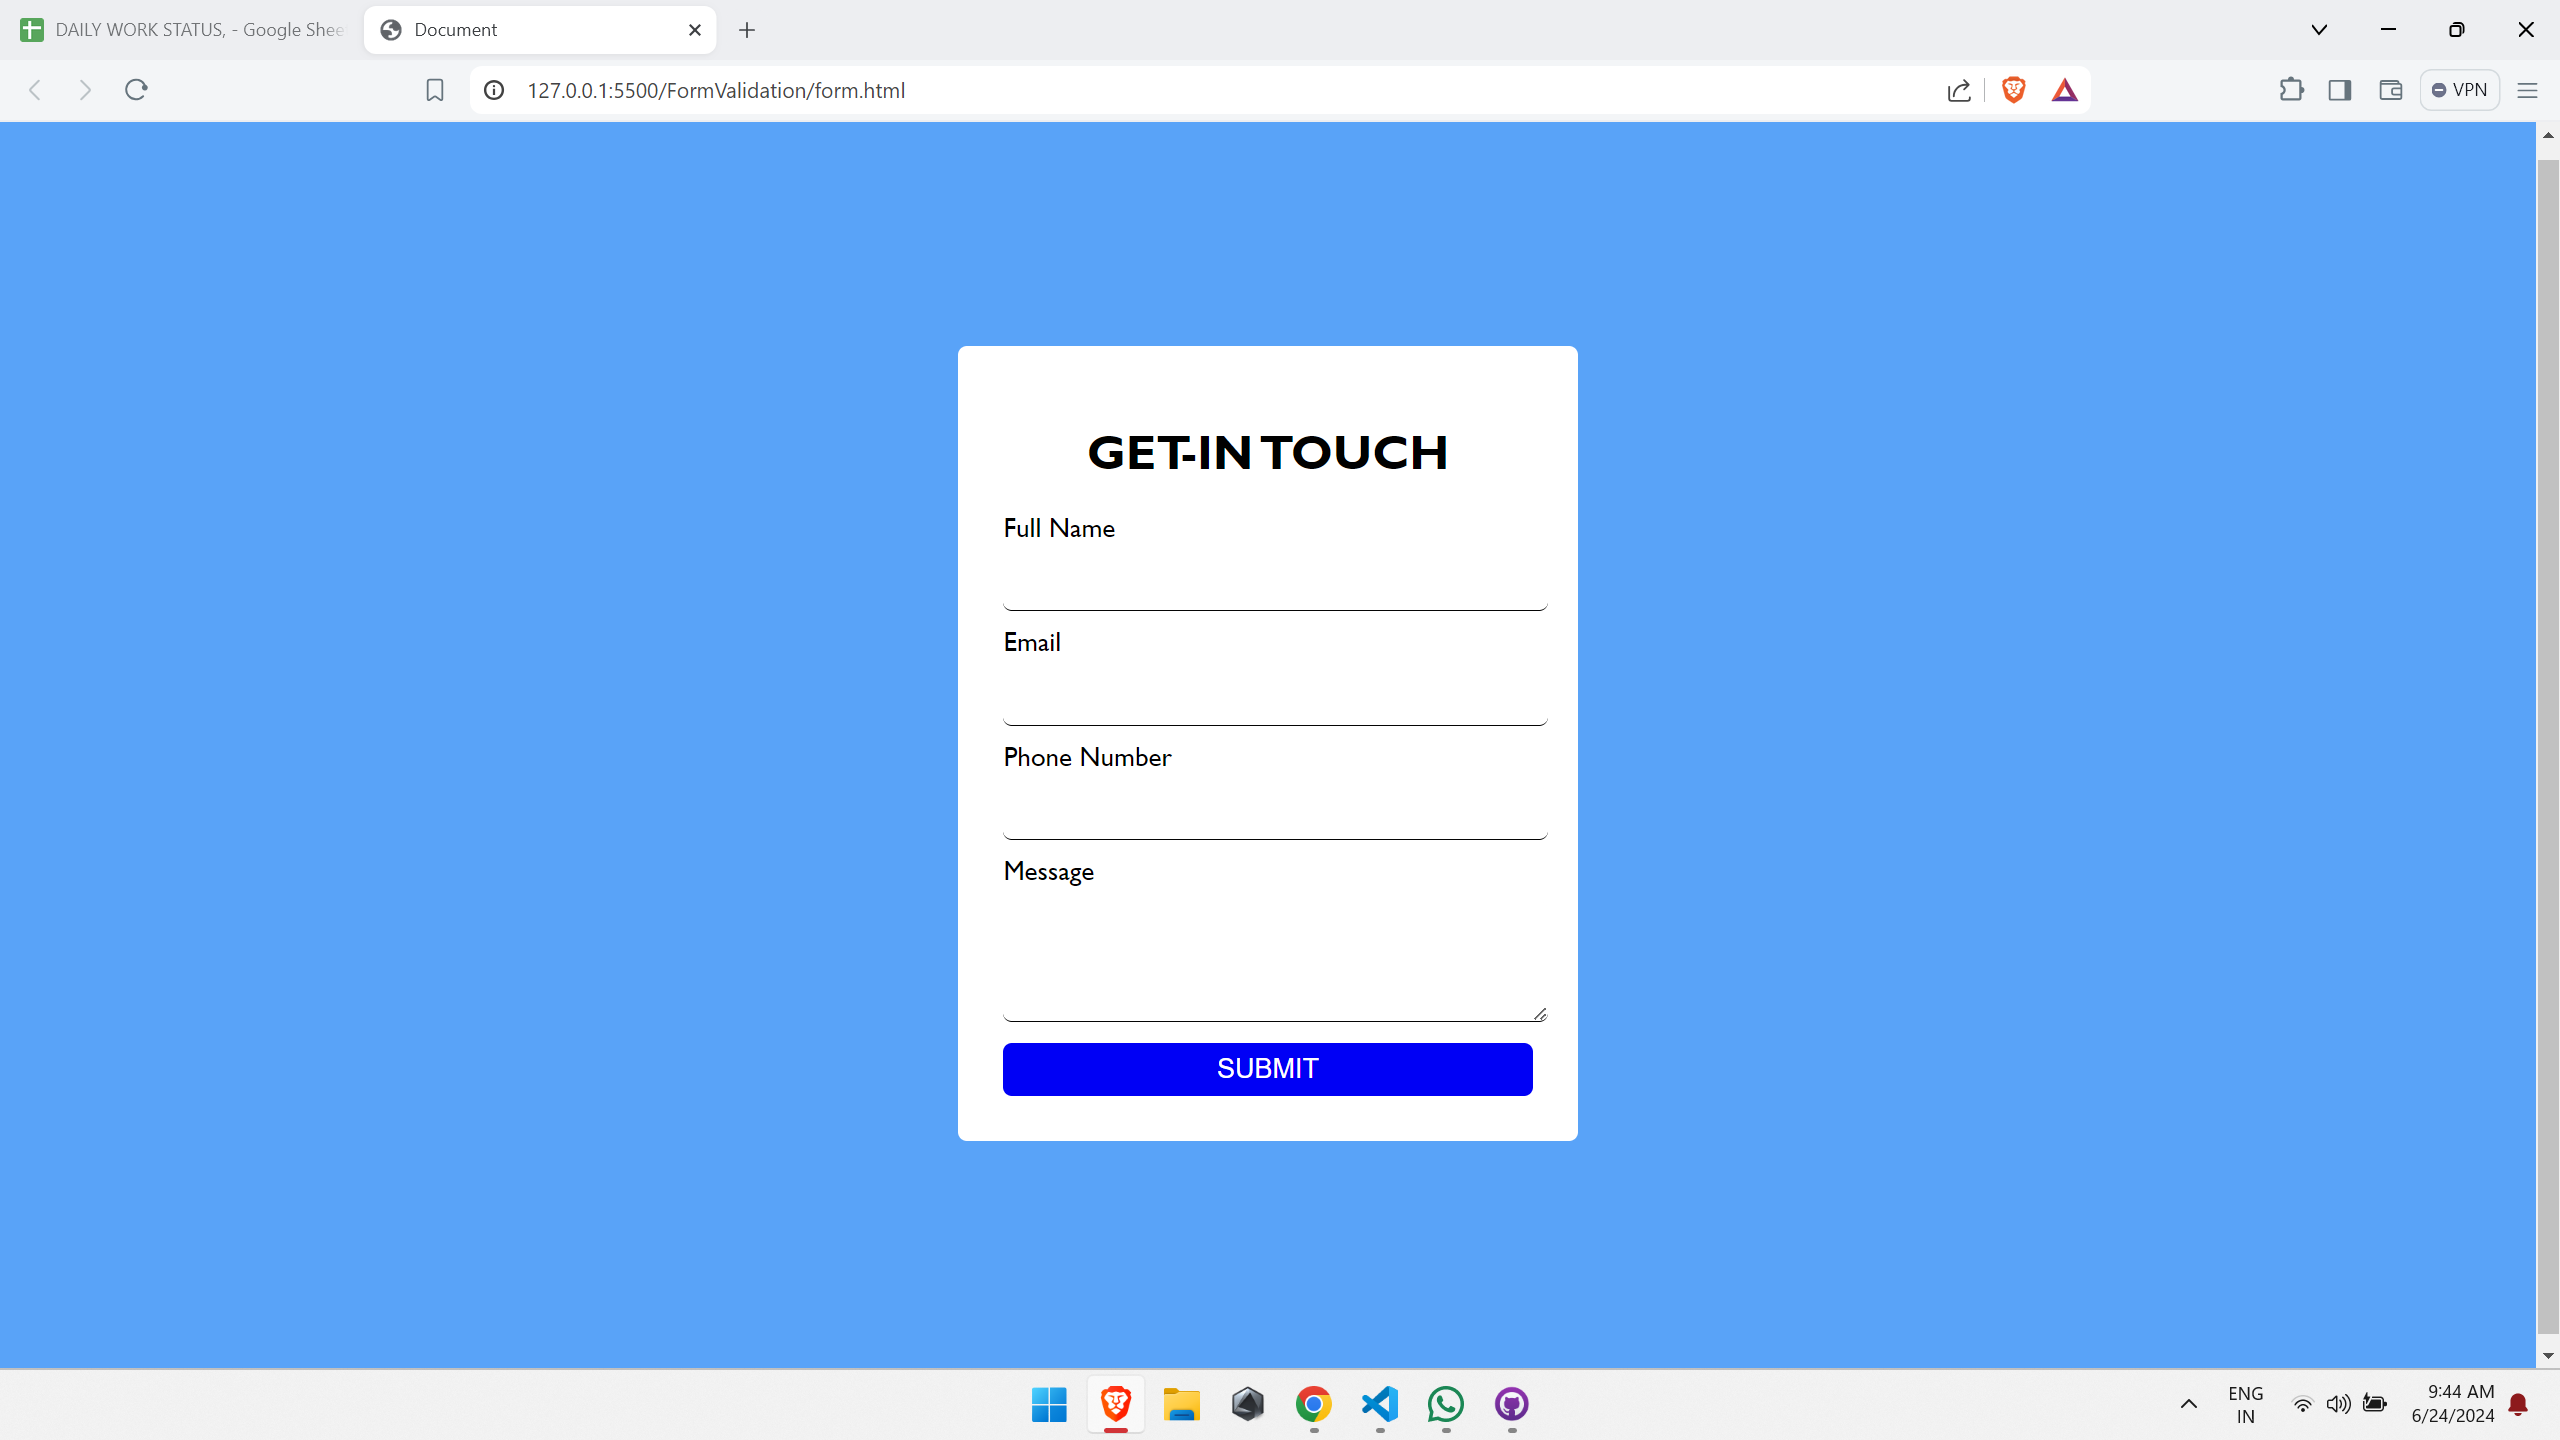 DAILY WORK STATUS, - Google Shee
Document
127.0.0.1:5500/FormValidation/form.html
VPN
GET-IN TOUCH
Full Name
Email
Phone Number
Message
SUBMIT
ENG
IN
9:44 AM
6/24/2024